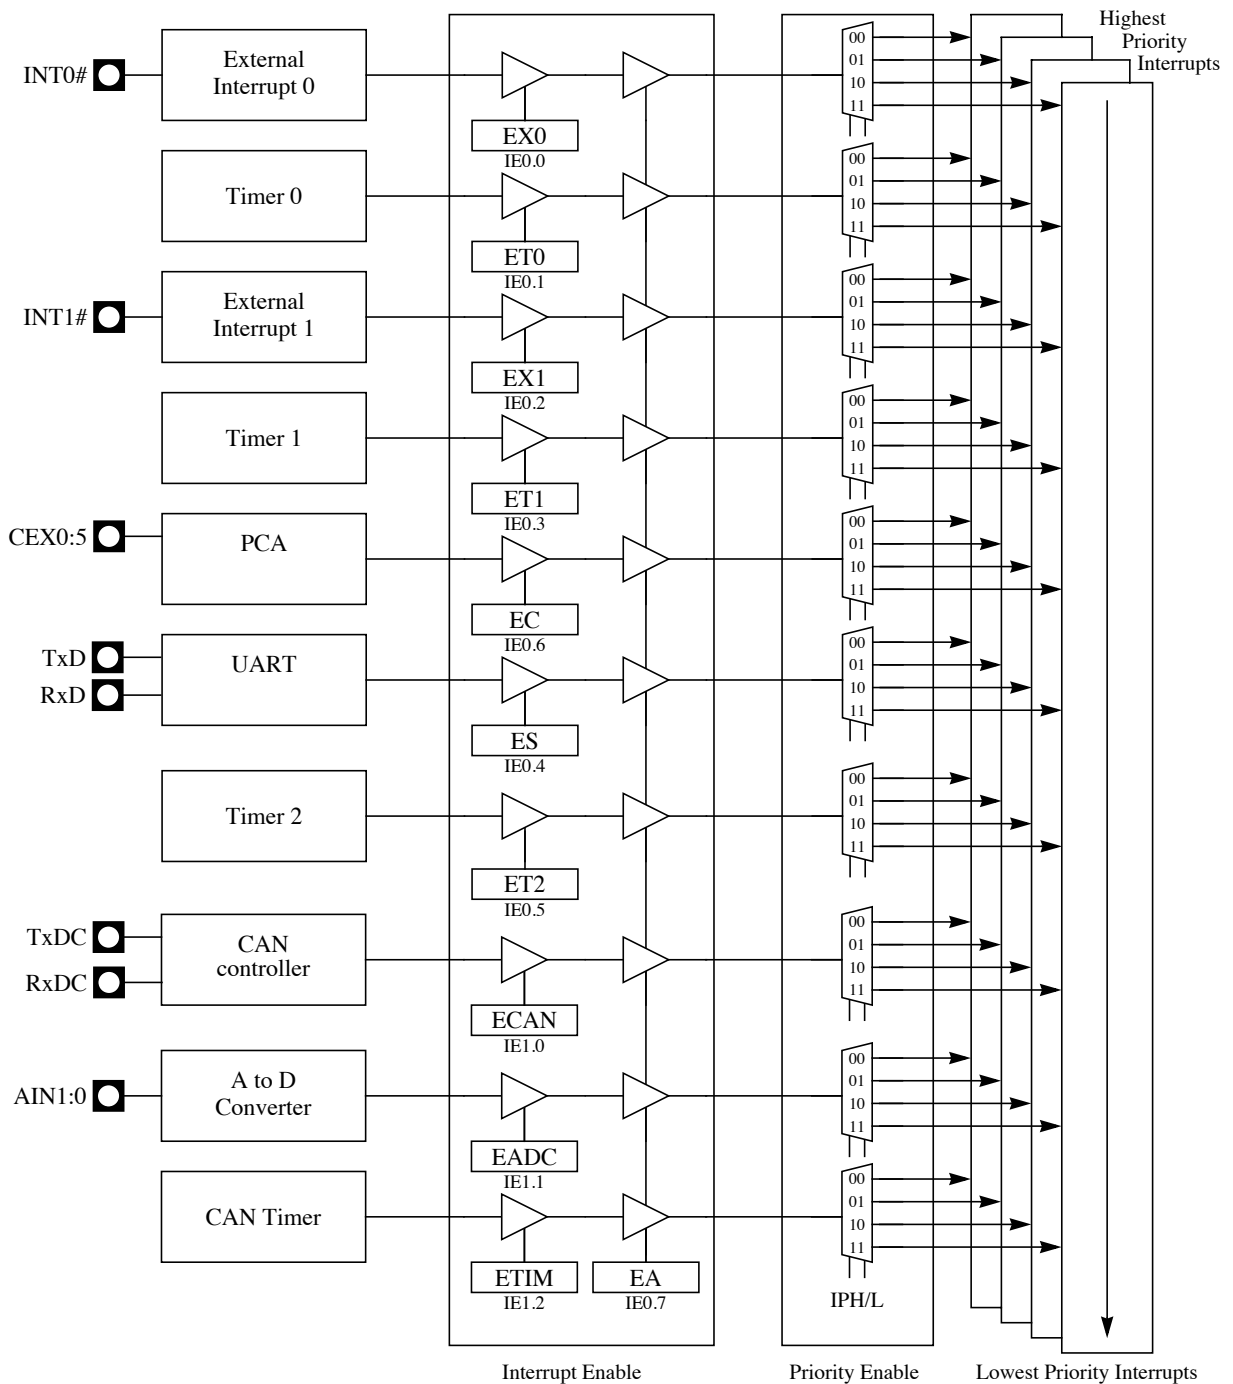 Highest
Priority
Interrupts
INT0#
External
Interrupt 0
EX0
IE0.0
00
01
10
11
Timer 0
ET0
IE0.1
00
01
10
11
INT1#
External
Interrupt 1
EX1
IE0.2
00
01
10
11
Timer 1
ET1
IE0.3
00
01
10
11
CEX0:5
PCA
EC
IE0.6
00
01
10
11
TxD
RxD
UART
ES
IE0.4
00
01
10
11
Timer 2
ET2
IE0.5
00
01
10
11
TxDC
RxDC
CAN
controller
ECAN
IE1.0
00
01
10
11
AIN1:0
A to D
Converter
EADC
IE1.1
00
01
10
11
CAN Timer
ETIM
IE1.2
EA
IE0.7
00
01
10
11
IPH/L
Interrupt Enable
Priority Enable
Lowest Priority Interrupts